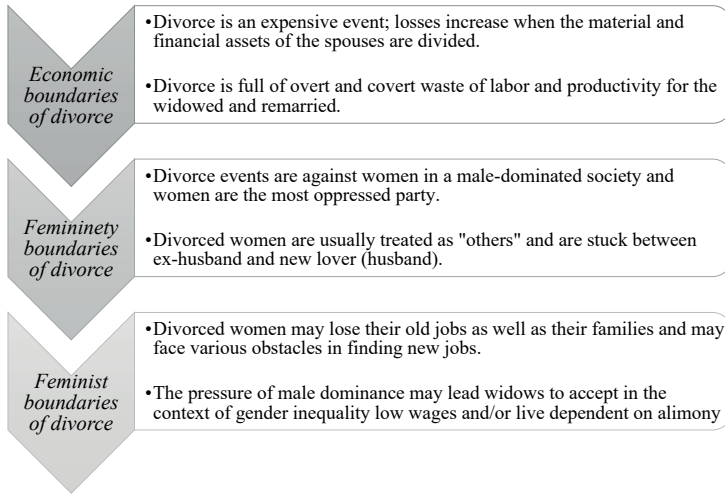 Economic
boundaries
of divorce
•Divorce is an expensive event; losses increase when the material and
financial assets of the spouses are divided.
•Divorce is full of overt and covert waste of labor and productivity for the
widowed and remarried.
Femininety
boundaries
of divorce
•Divorce events are against women in a male-dominated society and
women are the most oppressed party.
•Divorced women are usually treated as "others" and are stuck between
ex-husband and new lover (husband).
Feminist
boundaries
of divorce
•Divorced women may lose their old jobs as well as their families and may
face various obstacles in finding new jobs.
•The pressure of male dominance may lead widows to accept in the
context of gender inequality low wages and/or live dependent on alimony